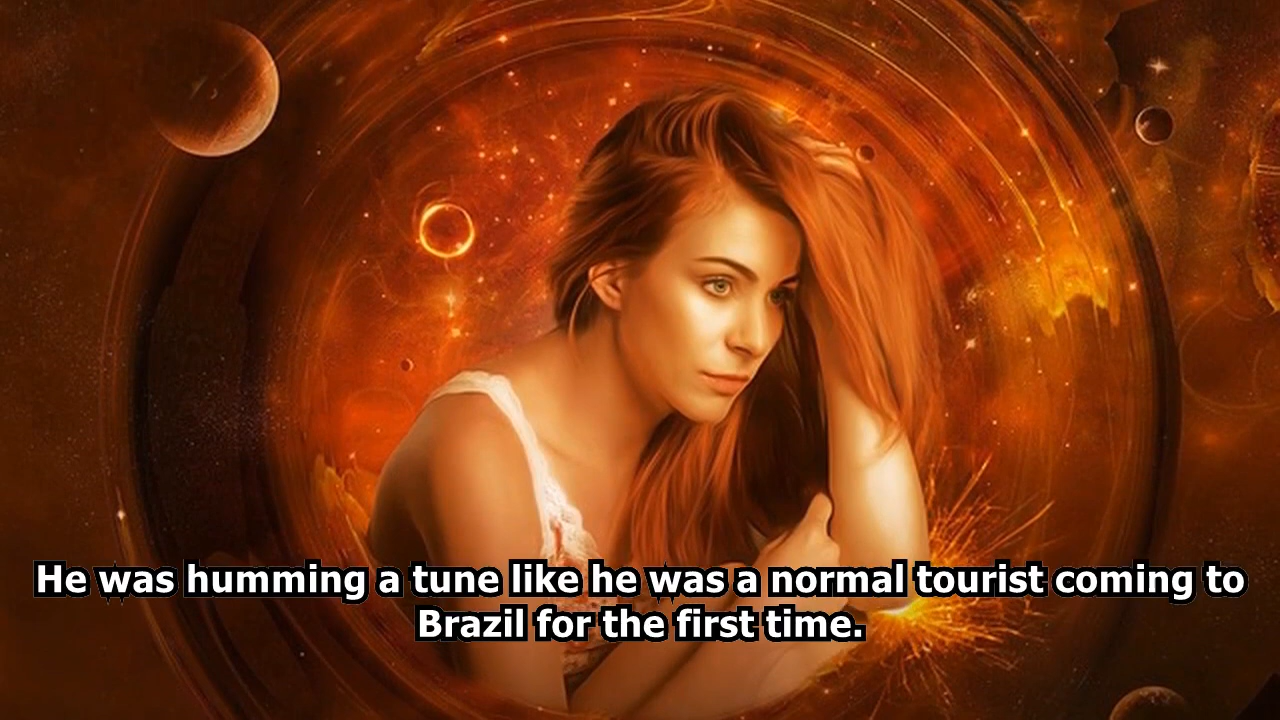 He was humming a tune like he was a normal tourist coming to
Brazil for the first time.